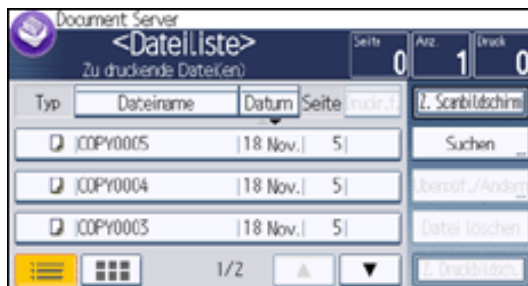 Document Server
<Dateiliste>
Zu druckende Datei(en)
Seite Anz. Druck
0 1 0
Typ Dateiname Datum Seite Druckr.f.
Z. Scanbildschirm
COPY0005 18 Nov. 5
Suchen
COPY0004 18 Nov. 5
Überprüf./Ändern
COPY0003 18 Nov. 5
Datei löschen
1/2
Z. Druckbildsch.